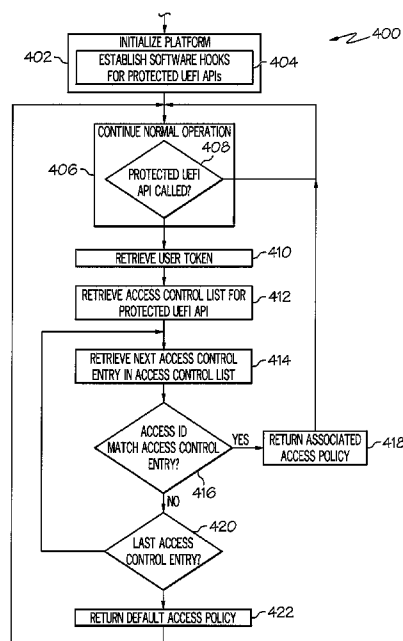 400
INITIALIZE PLATFORM
402
ESTABLISH SOFTWARE HOOKS
FOR PROTECTED UEFI APIs
404
CONTINUE NORMAL OPERATION
408
406
PROTECTED UEFI
API CALLED?
RETRIEVE USER TOKEN
410
RETRIEVE ACCESS CONTROL LIST FOR
PROTECTED UEFI API
412
RETRIEVE NEXT ACCESS CONTROL
ENTRY IN ACCESS CONTROL LIST
414
ACCESS ID
MATCH ACCESS CONTROL
ENTRY?
YES
RETURN ASSOCIATED
ACCESS POLICY
418
416
NO
420
LAST ACCESS
CONTROL ENTRY?
RETURN DEFAULT ACCESS POLICY
422